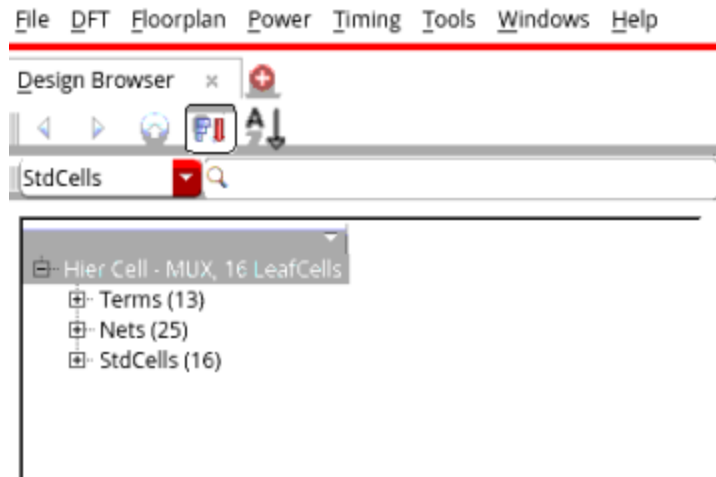 File DFT Floorplan Power Timing Tools Windows Help
Design Browser
StdCells
Hier Cell - MUX, 16 LeafCells
Terms (13)
Nets (25)
StdCells (16)